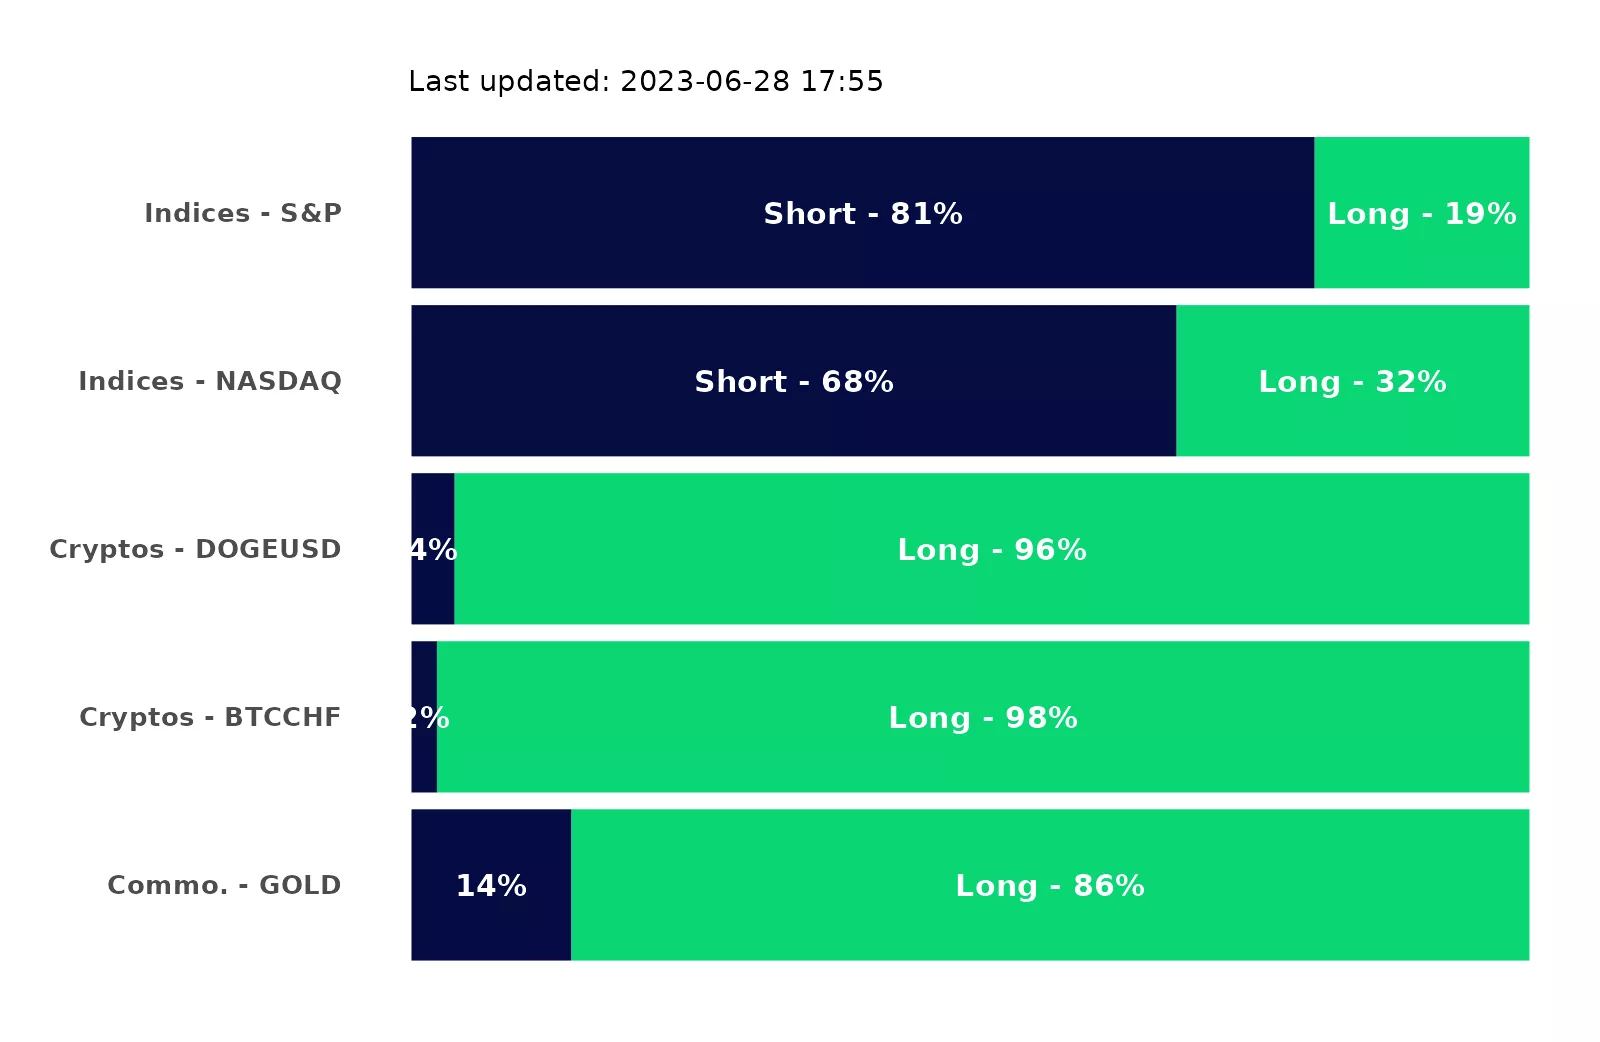 Last updated: 2023-06-28 17:55
Indices - S&P Short - 81% Long - 19%
Indices - NASDAQ Short - 68% Long - 32%
Cryptos - DOGEUSD 4% Long - 96%
Cryptos - BTCCHF 2% Long - 98%
Commo. - GOLD 14% Long - 86%